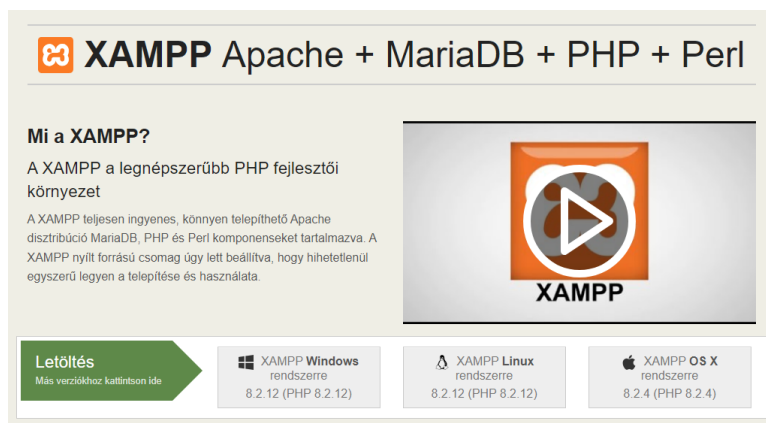 XAMPP Apache + MariaDB + PHP + Perl
Mi a XAMPP?
A XAMPP a legnépszerűbb PHP fejlesztői
környezet
A XAMPP teljesen ingyenes, könnyen telepíthető Apache
disztribúció MariaDB, PHP és Perl komponenseket tartalmazva. A
XAMPP nyílt forrású csomag úgy lett beállítva, hogy hihetetlenül
egyszerű legyen a telepítése és használata.
XAMPP
Letöltés
Más verziókhoz kattintson ide
XAMPP Windows
rendszerre
8.2.12 (PHP 8.2.12)
XAMPP Linux
rendszerre
8.2.12 (PHP 8.2.12)
XAMPP OS X
rendszerre
8.2.4 (PHP 8.2.4)